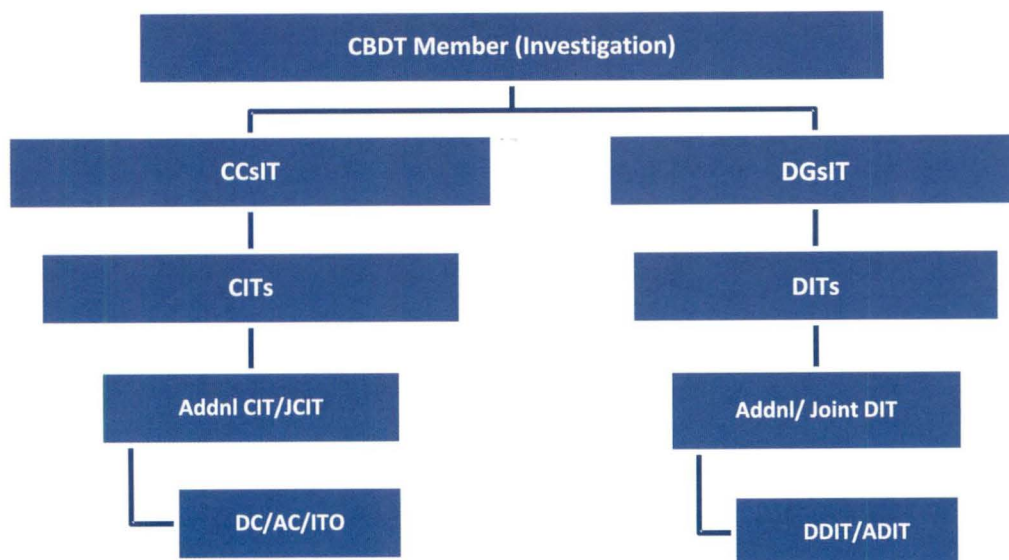 CBDT Member (Investigation)
CCsIT
DGsIT
CITs
DITs
Addnl CIT/JCIT
Addnl/ Joint DIT
DC/AC/ITO
DDIT/ADIT